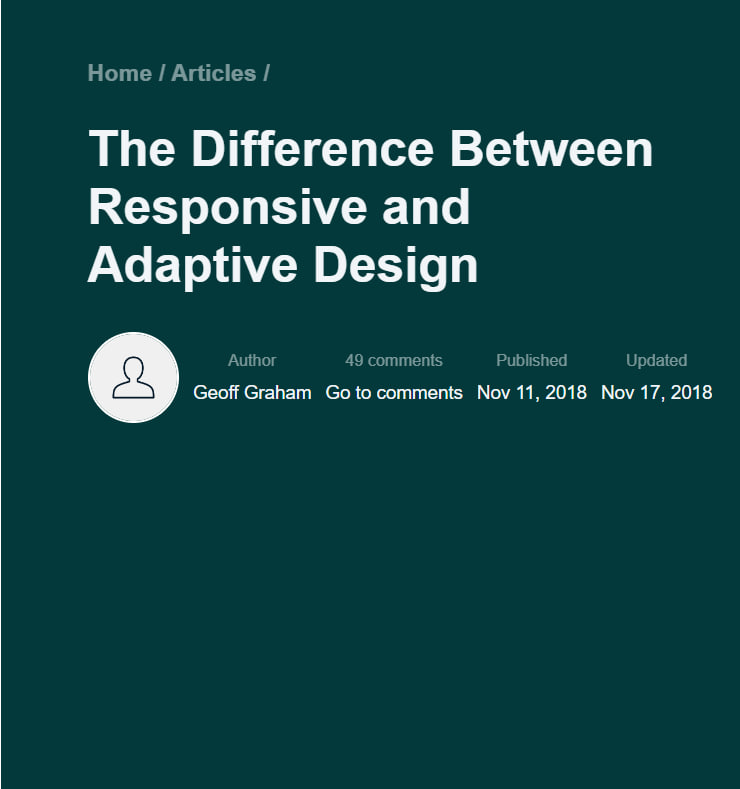 Home / Articles /
The Difference Between
Responsive and
Adaptive Design
Author 49 comments Published Updated
Geoff Graham Go to comments Nov 11, 2018 Nov 17, 2018